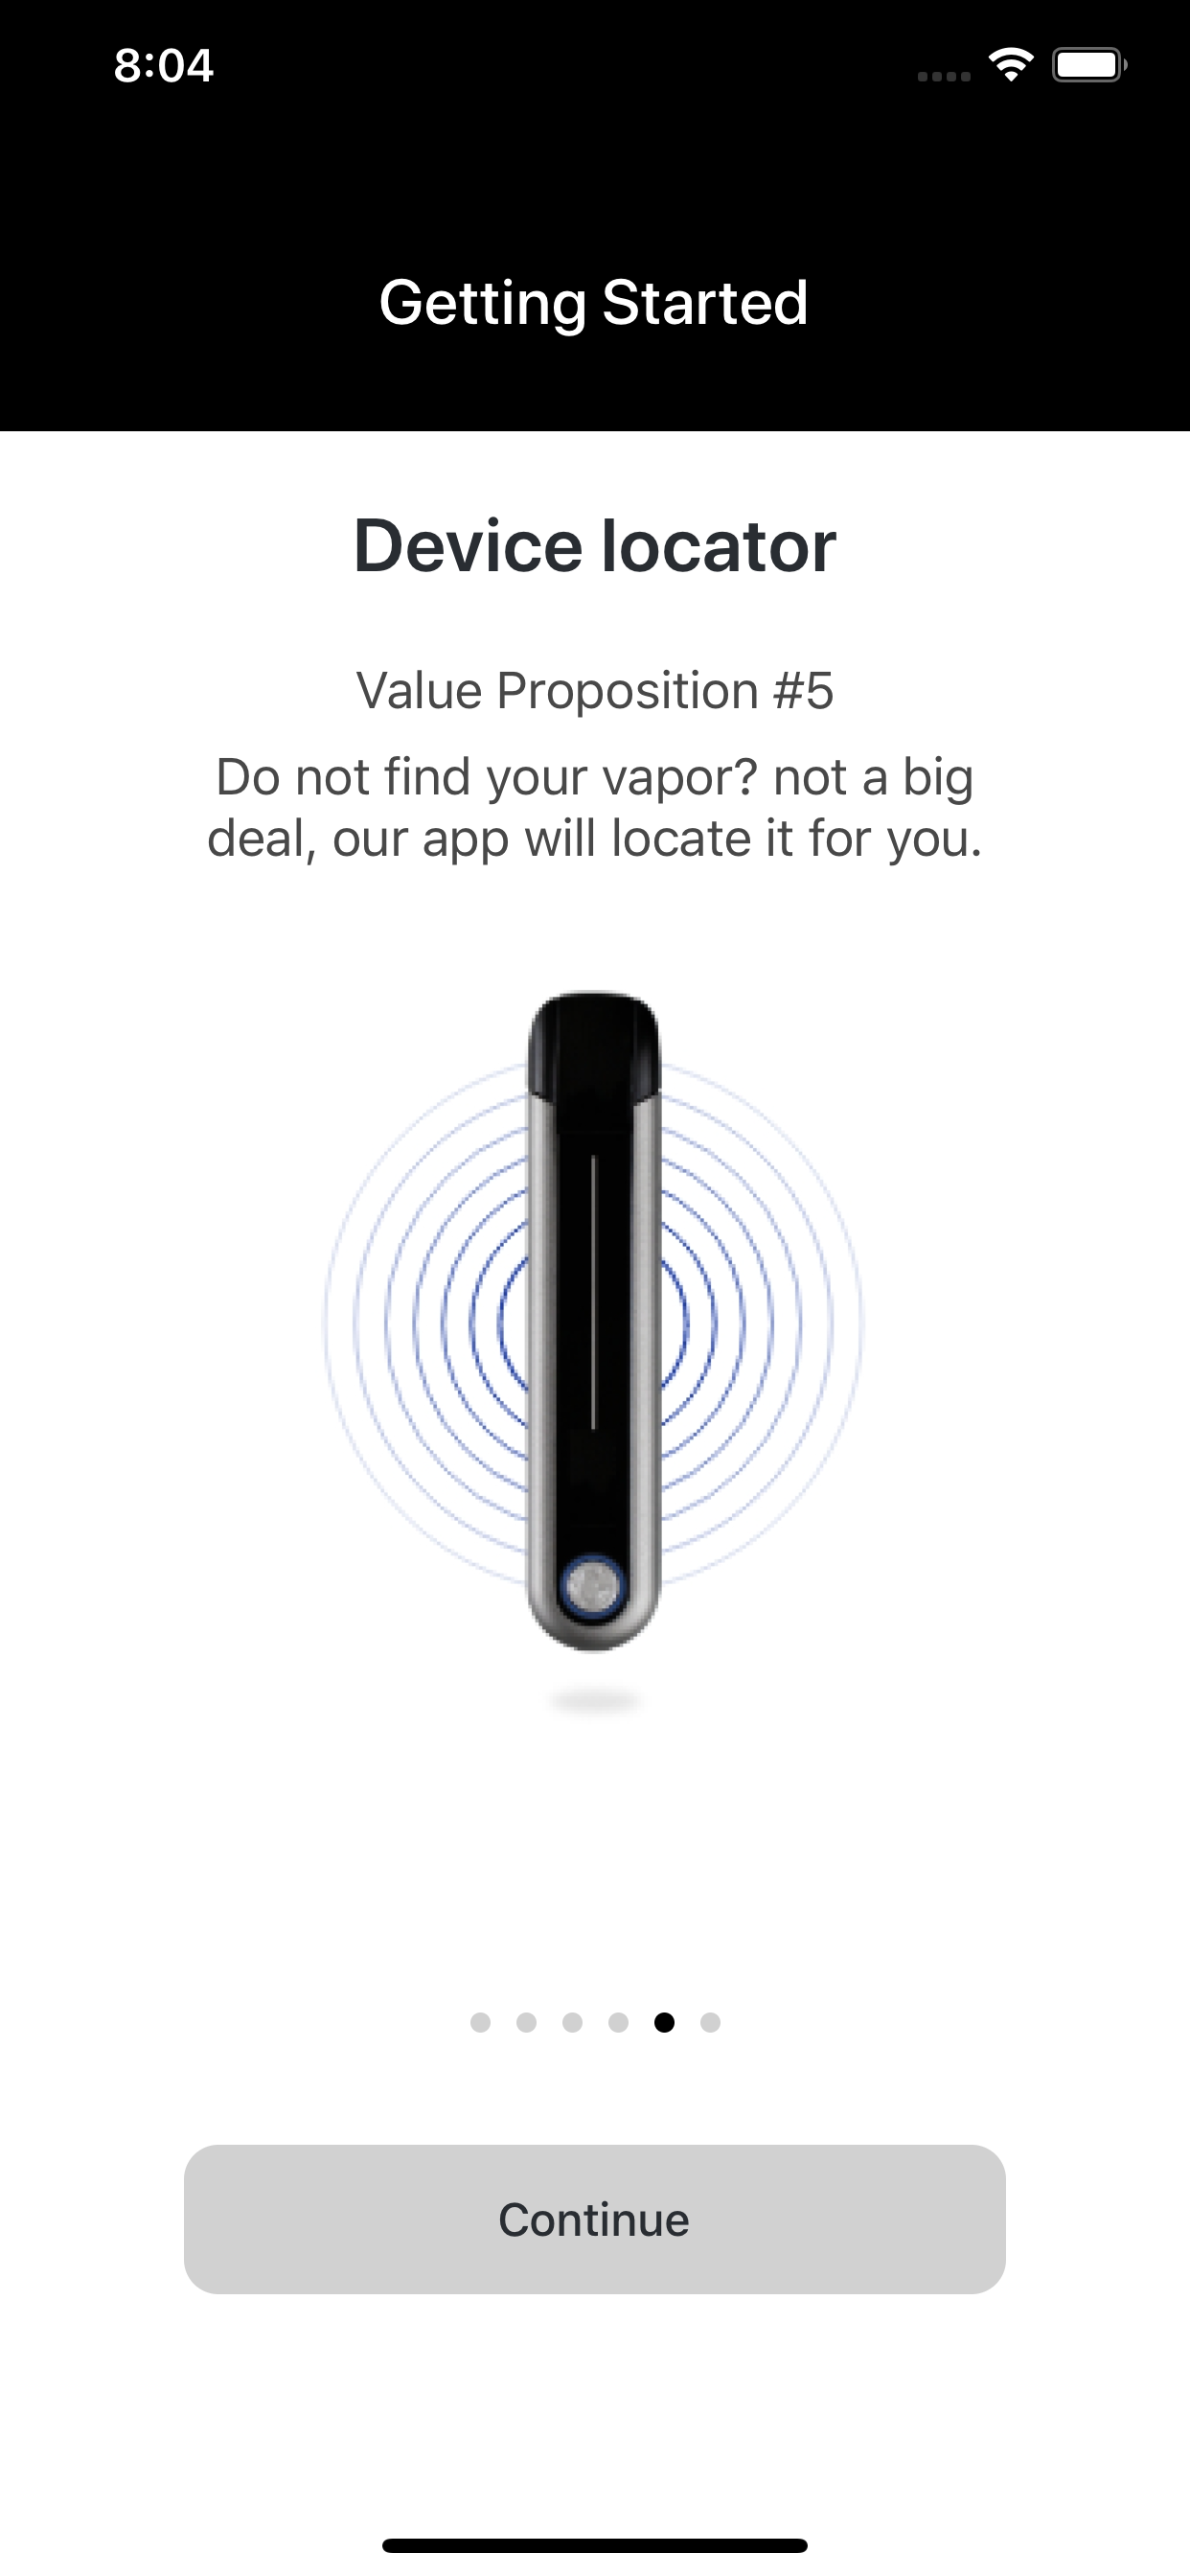 8:04
Getting Started
Device locator
Value Proposition #5
Do not find your vapor? not a big
deal, our app will locate it for you.
Continue